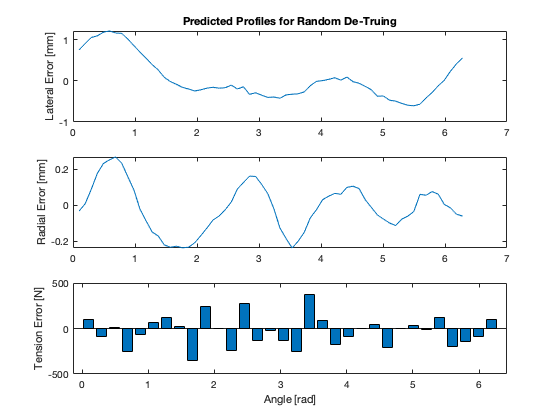 Predicted Profiles for Random De-Truing
Lateral Error [mm]
1
0
-1
0 1 2 3 4 5 6 7
Radial Error [mm]
0.2
0
-0.2
0 1 2 3 4 5 6 7
Tension Error [N]
500
0
-500
0 1 2 3 4 5 6
Angle [rad]